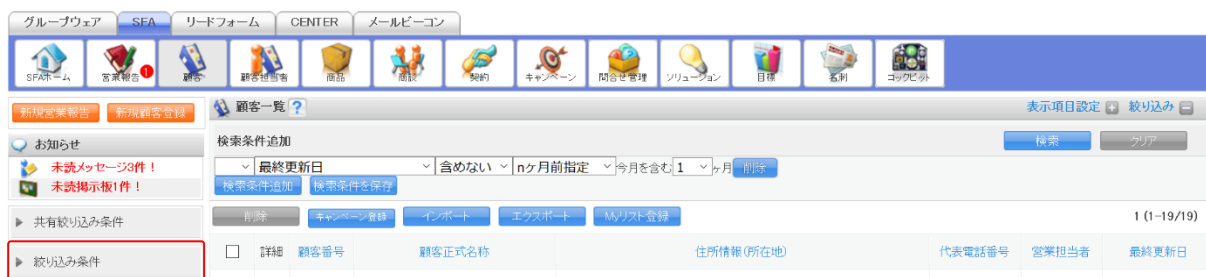 グループウェア SFA リードフォーム CENTER メールビーコン
SFAホーム 営業報告 1 顧客 顧客担当者 商品 商談 契約 キャンペーン 問合せ管理 ソリューション 目標 名刺 コックピット
新規営業報告 新規顧客登録
お知らせ
未読メッセージ3件！
未読掲示板1件！
共有絞り込み条件
絞り込み条件
顧客一覧 ? 表示項目設定 絞り込み
検索条件追加 検索 クリア
最終更新日 含めない nヶ月前指定 今月を含む 1 ヶ月 削除
検索条件追加 検索条件を保存
削除 キャンペーン登録 インポート エクスポート Myリスト登録 1 (1-19/19)
詳細 顧客番号 顧客正式名称 住所情報(所在地) 代表電話番号 営業担当者 最終更新日